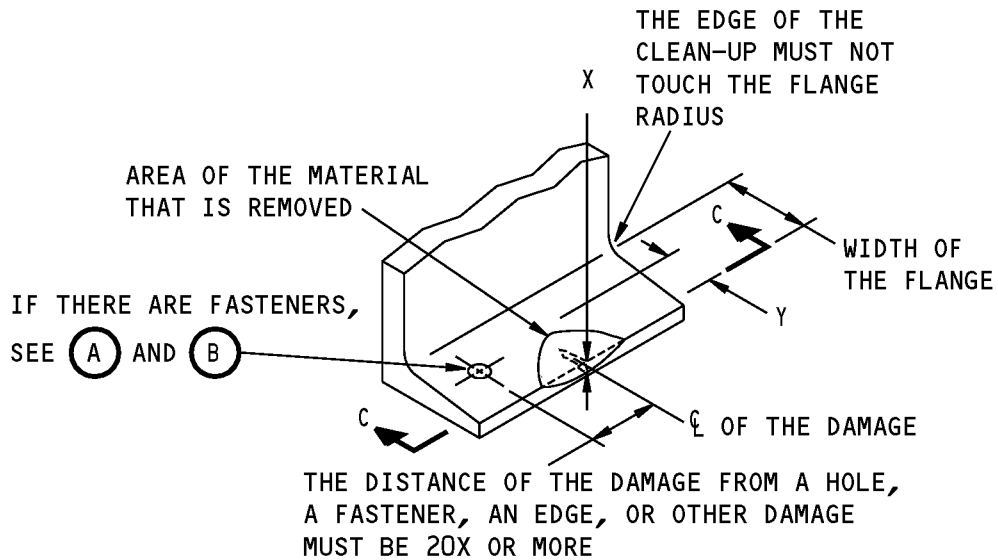 THE EDGE OF THE
CLEAN-UP MUST NOT
TOUCH THE FLANGE
RADIUS
X
AREA OF THE MATERIAL
THAT IS REMOVED
C
WIDTH OF
THE FLANGE
IF THERE ARE FASTENERS,
SEE A AND B
Y
C
℄ OF THE DAMAGE
THE DISTANCE OF THE DAMAGE FROM A HOLE,
A FASTENER, AN EDGE, OR OTHER DAMAGE
MUST BE 20X OR MORE